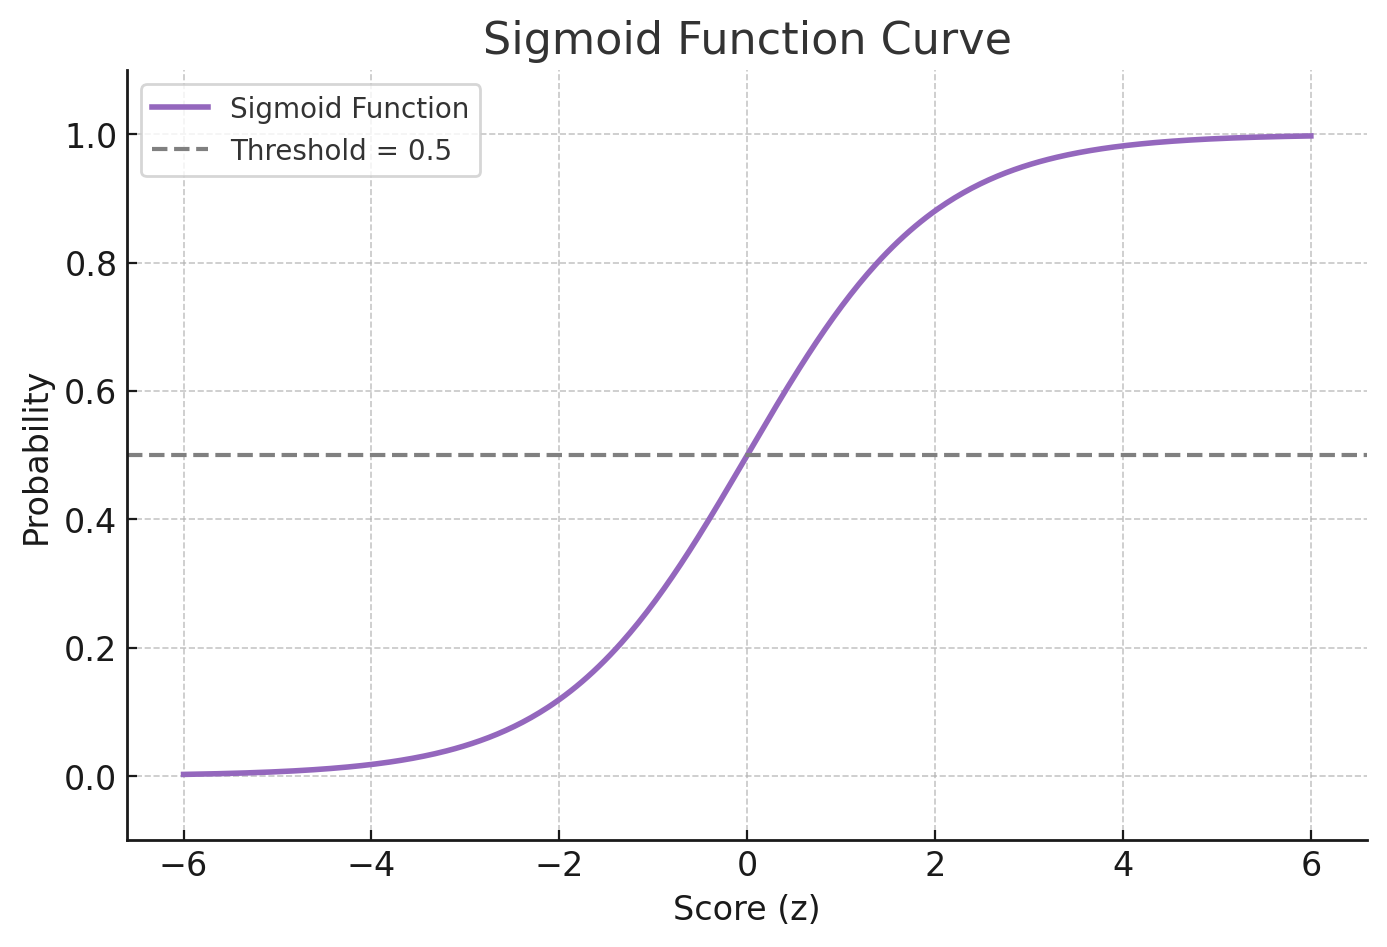 Sigmoid Function Curve
Sigmoid Function
Threshold = 0.5
1.0
0.8
0.6
0.4
0.2
0.0
Probability
−6 −4 −2 0 2 4 6
Score (z)